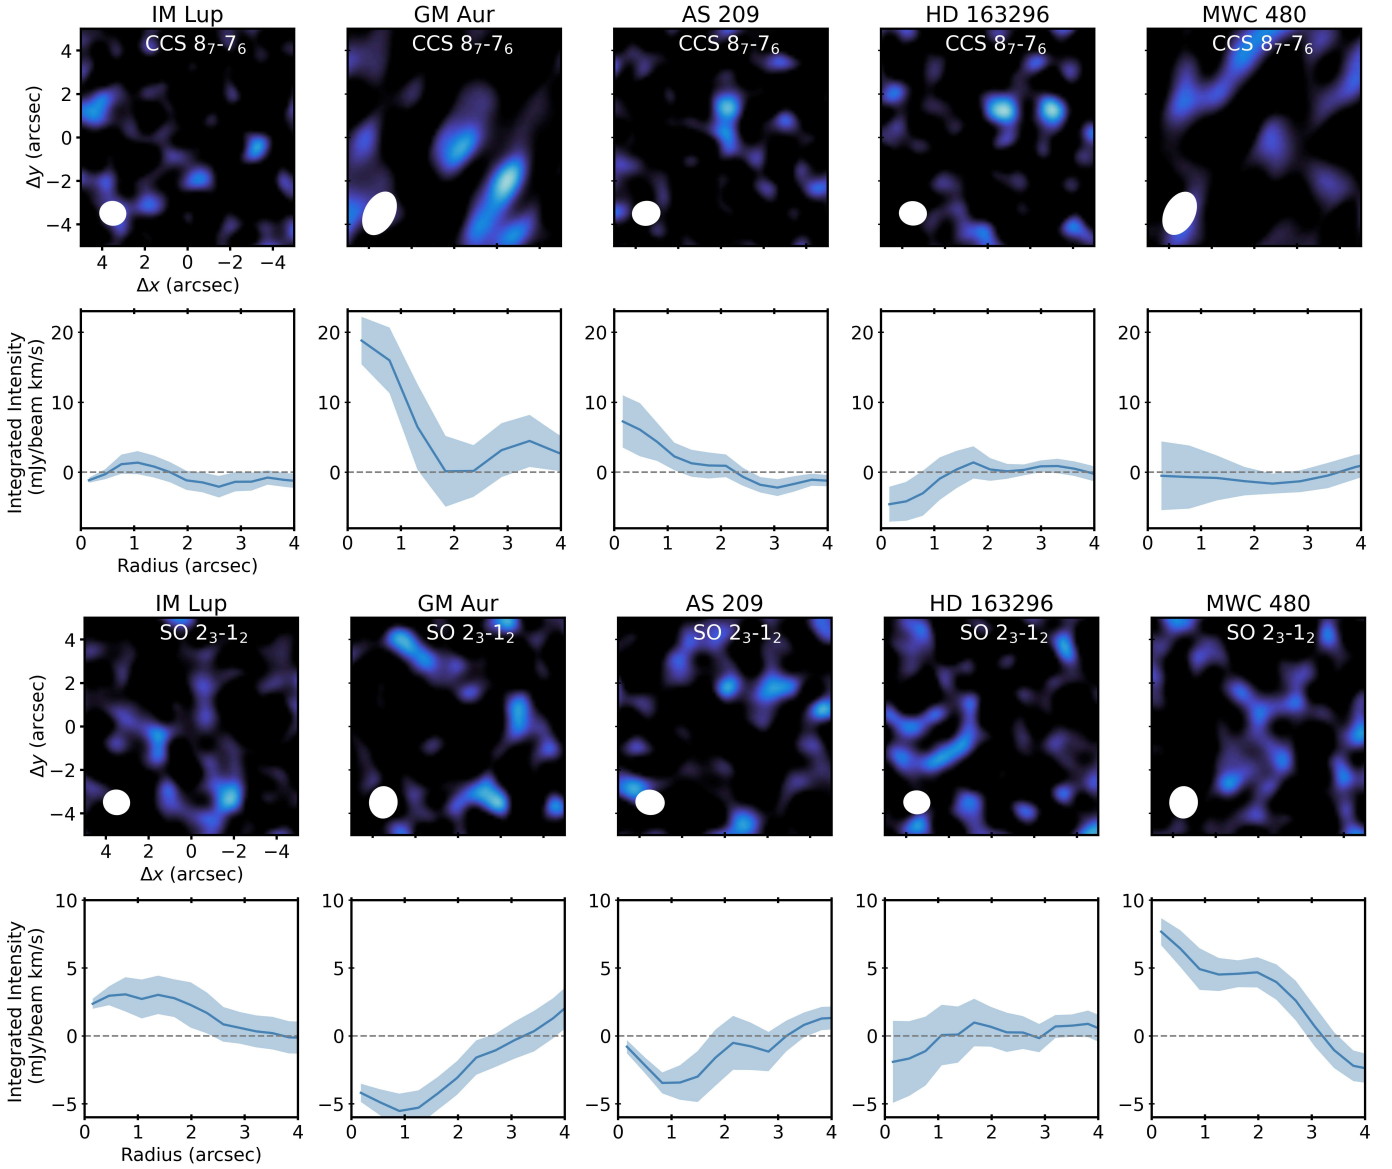 IM Lup GM Aur AS 209 HD 163296 MWC 480
CCS 8₇-7₆ CCS 8₇-7₆ CCS 8₇-7₆ CCS 8₇-7₆ CCS 8₇-7₆
4
2
0
−2
−4
Δy (arcsec)
4 2 0 −2 −4
Δx (arcsec)
Integrated Intensity
(mJy/beam km/s)
20 20 20 20 20
10 10 10 10 10
0 0 0 0 0
0 1 2 3 4 0 1 2 3 4 0 1 2 3 4 0 1 2 3 4 0 1 2 3 4
Radius (arcsec)
IM Lup GM Aur AS 209 HD 163296 MWC 480
SO 2₃-1₂ SO 2₃-1₂ SO 2₃-1₂ SO 2₃-1₂ SO 2₃-1₂
4
2
0
−2
−4
Δy (arcsec)
4 2 0 −2 −4
Δx (arcsec)
Integrated Intensity
(mJy/beam km/s)
10 10 10 10 10
5 5 5 5 5
0 0 0 0 0
−5 −5 −5 −5 −5
0 1 2 3 4 0 1 2 3 4 0 1 2 3 4 0 1 2 3 4 0 1 2 3 4
Radius (arcsec)